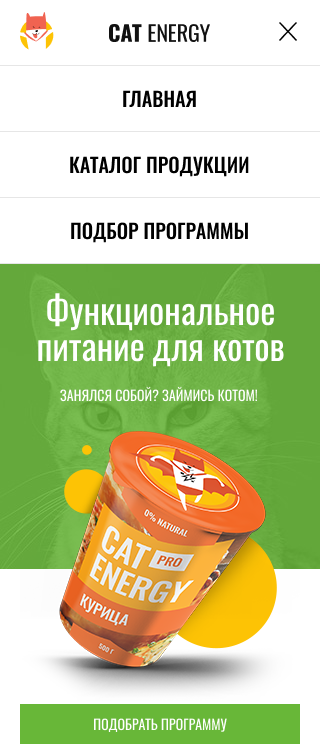 CAT ENERGY
ГЛАВНАЯ
КАТАЛОГ ПРОДУКЦИИ
ПОДБОР ПРОГРАММЫ
Функциональное
питание для котов
ЗАНЯЛСЯ СОБОЙ? ЗАЙМИСЬ КОТОМ!
0% NATURAL
CAT PRO
ENERGY
КУРИЦА
500 Г
ПОДОБРАТЬ ПРОГРАММУ